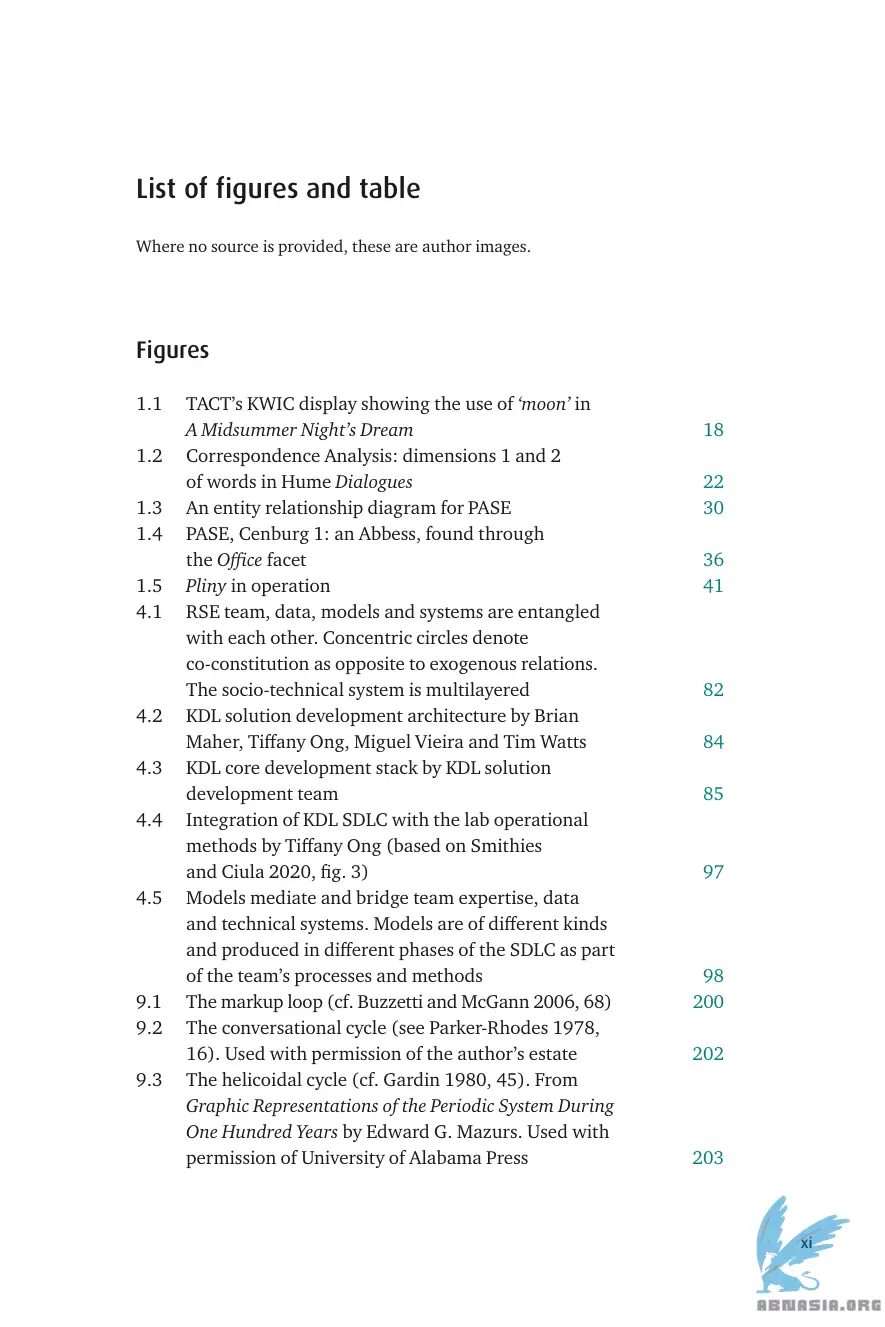 List of figures and table
Where no source is provided, these are author images.
Figures
1.1 TACT’s KWIC display showing the use of ‘moon’ in
A Midsummer Night’s Dream 18
1.2 Correspondence Analysis: dimensions 1 and 2
of words in Hume Dialogues 22
1.3 An entity relationship diagram for PASE 30
1.4 PASE, Cenburg 1: an Abbess, found through
the Office facet 36
1.5 Pliny in operation 41
4.1 RSE team, data, models and systems are entangled
with each other. Concentric circles denote
co-constitution as opposite to exogenous relations.
The socio-technical system is multilayered 82
4.2 KDL solution development architecture by Brian
Maher, Tiffany Ong, Miguel Vieira and Tim Watts 84
4.3 KDL core development stack by KDL solution
development team 85
4.4 Integration of KDL SDLC with the lab operational
methods by Tiffany Ong (based on Smithies
and Ciula 2020, fig. 3) 97
4.5 Models mediate and bridge team expertise, data
and technical systems. Models are of different kinds
and produced in different phases of the SDLC as part
of the team’s processes and methods 98
9.1 The markup loop (cf. Buzzetti and McGann 2006, 68) 200
9.2 The conversational cycle (see Parker-Rhodes 1978,
16). Used with permission of the author’s estate 202
9.3 The helicoidal cycle (cf. Gardin 1980, 45). From
Graphic Representations of the Periodic System During
One Hundred Years by Edward G. Mazurs. Used with
permission of University of Alabama Press 203
xi
ABNASIA.ORG